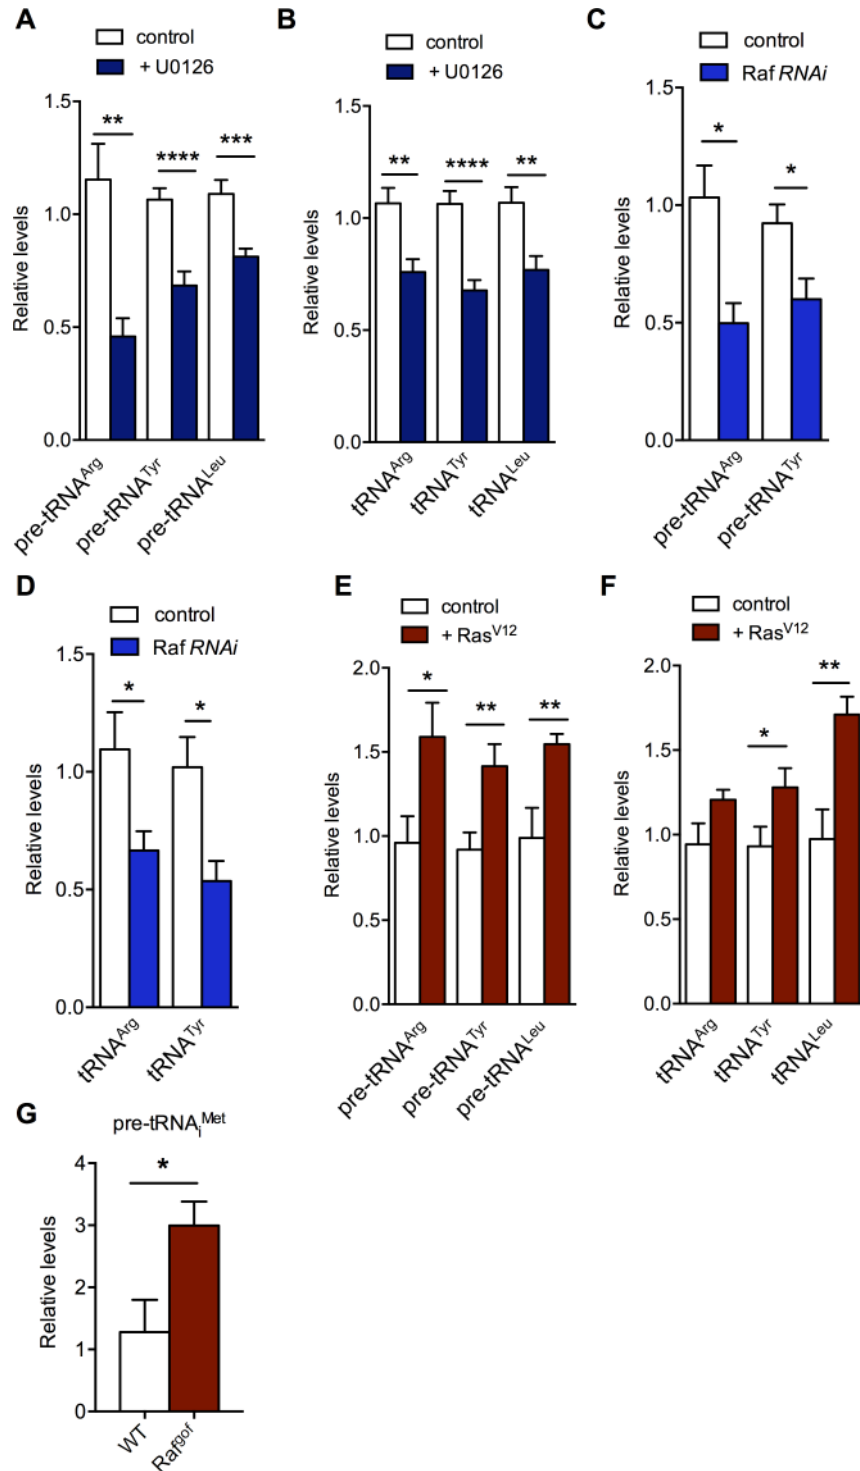 A
control
+ U0126
**
****
***
Relative levels
1.5
1.0
0.5
0.0
pre-tRNAᴬʳᵍ
pre-tRNAᵀʸʳ
pre-tRNAᴸᵉᵘ
B
control
+ U0126
**
****
**
Relative levels
1.5
1.0
0.5
0.0
tRNAᴬʳᵍ
tRNAᵀʸʳ
tRNAᴸᵉᵘ
C
control
Raf RNAi
*
*
Relative levels
1.5
1.0
0.5
0.0
pre-tRNAᴬʳᵍ
pre-tRNAᵀʸʳ
D
control
Raf RNAi
*
*
Relative levels
1.5
1.0
0.5
0.0
tRNAᴬʳᵍ
tRNAᵀʸʳ
E
control
+ Rasⱽ¹²
*
**
**
Relative levels
2.0
1.5
1.0
0.5
0.0
pre-tRNAᴬʳᵍ
pre-tRNAᵀʸʳ
pre-tRNAᴸᵉᵘ
F
control
+ Rasⱽ¹²
*
**
Relative levels
2.0
1.5
1.0
0.5
0.0
tRNAᴬʳᵍ
tRNAᵀʸʳ
tRNAᴸᵉᵘ
G
pre-tRNAᵢᴹᵉᵗ
*
Relative levels
4
3
2
1
0
WT
Rafᵍᵒᶠ